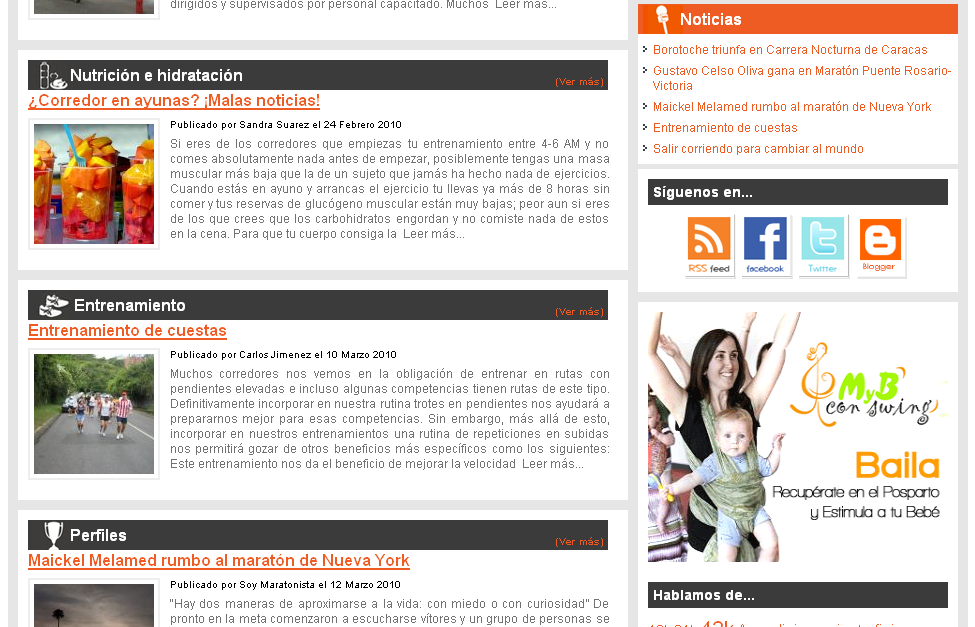 dirigidos y supervisados por personal capacitado. Muchos  Leer más...
Nutrición e hidratación
(Ver más)
¿Corredor en ayunas? ¡Malas noticias!
Publicado por Sandra Suarez el 24 Febrero 2010
Si eres de los corredores que empiezas tu entrenamiento entre 4-6 AM y no
comes absolutamente nada antes de empezar, posiblemente tengas una masa
muscular más baja que la de un sujeto que jamás ha hecho nada de ejercicios.
Cuando estás en ayuno y arrancas el ejercicio tu llevas ya más de 8 horas sin
comer y tus reservas de glucógeno muscular están muy bajas; peor aun si eres
de los que crees que los carbohidratos engordan y no comiste nada de estos
en la cena. Para que tu cuerpo consiga la  Leer más...
Entrenamiento
(Ver más)
Entrenamiento de cuestas
Publicado por Carlos Jimenez el 10 Marzo 2010
Muchos corredores nos vemos en la obligación de entrenar en rutas con
pendientes elevadas e incluso algunas competencias tienen rutas de este tipo.
Definitivamente incorporar en nuestra rutina trotes en pendientes nos ayudará a
prepararnos mejor para esas competencias. Sin embargo, más allá de esto,
incorporar en nuestros entrenamientos una rutina de repeticiones en subidas
nos permitirá gozar de otros beneficios más específicos como los siguientes:
Este entrenamiento nos da el beneficio de mejorar la velocidad  Leer más...
Perfiles
(Ver más)
Maickel Melamed rumbo al maratón de Nueva York
Publicado por Soy Maratonista el 12 Marzo 2010
"Hay dos maneras de aproximarse a la vida: con miedo o con curiosidad" De
pronto en la meta comenzaron a escucharse vítores y un grupo de personas se
Noticias
Borotoche triunfa en Carrera Nocturna de Caracas
Gustavo Celso Oliva gana en Maratón Puente Rosario-
Victoria
Maickel Melamed rumbo al maratón de Nueva York
Entrenamiento de cuestas
Salir corriendo para cambiar al mundo
Síguenos en...
RSS feed
facebook
Twitter
Blogger
MyB
con swing
Baila
Recupérate en el Posparto
y Estimula a tu Bebé
Hablamos de...